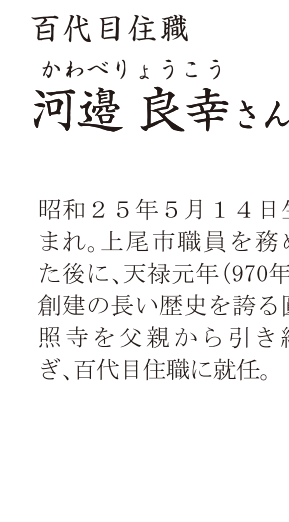 百代目住職
かわべりょうこう
河邉 良幸さん
昭和２５年５月１４日生
まれ。上尾市職員を務め
た後に、天禄元年(970年
創建の長い歴史を誇る
照寺を父親から引き継
ぎ、百代目住職に就任。